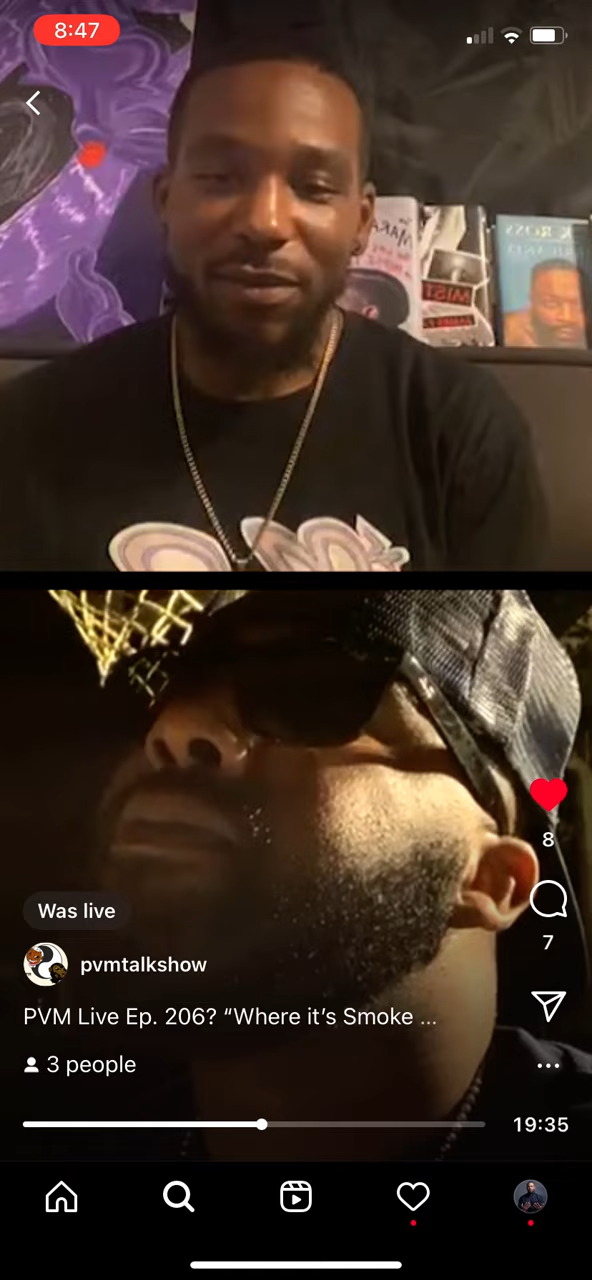 8:47
Was live
pvmtalkshow
PVM Live Ep. 206? “Where it’s Smoke ...
3 people
8
7
19:35